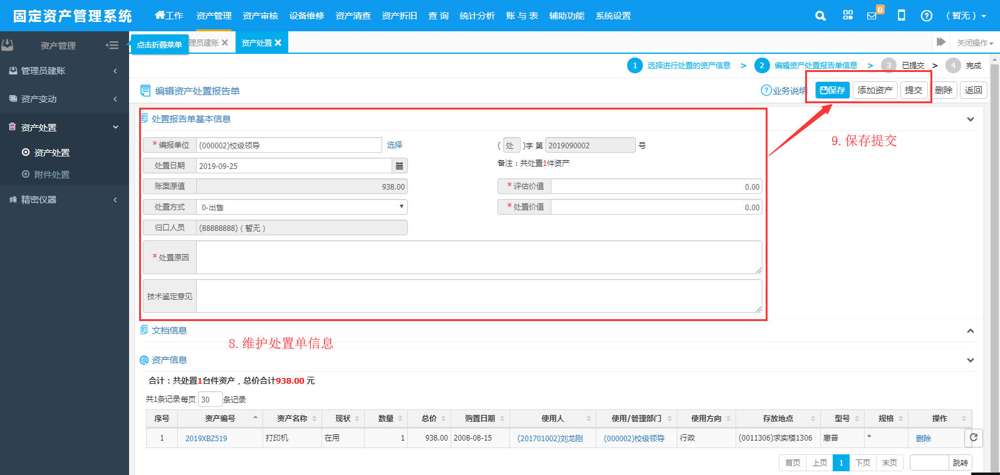 固定资产管理系统 工作 资产管理 资产审核 设备维修 资产清查 资产折旧 查 询 统计分析 账 与 表 辅助功能 系统设置 0 （暂无）
资产管理 点击折叠菜单 理员建账 资产处置 关闭操作
管理员建账
资产变动
资产处置
资产处置
附件处置
精密仪器
1 选择进行处置的资产信息 > 2 编辑资产处置报告单信息 > 3 已提交 > 4 完成
编辑资产处置报告单 业务说明 保存 添加资产 提交 删除 返回
处置报告单基本信息
9. 保存提交
* 编报单位 (000002)校级领导 选择 ( 处 )字 第 2019090002 号
处置日期 2019-09-25 备注：共处置1件资产
账面原值 938.00 * 评估价值 0.00
处置方式 0-出售 * 处置价值 0.00
归口人员 (88888888)（暂无）
* 处置原因
技术鉴定意见
文档信息
8. 维护处置单信息
资产信息
合计：共处置1台件资产，总价合计938.00 元
共1条记录每页 30 条记录
序号 资产编号 资产名称 现状 数量 总价 购置日期 使用人 使用/管理部门 使用方向 存放地点 型号 规格 操作
1 2019XBZ519 打印机 在用 1 938.00 2008-08-15 (201701002)刘龙刚 (000002)校级领导 行政 (0011306)求实楼1306 惠普 * 删除
首页 上页 1 下页 末页 跳转